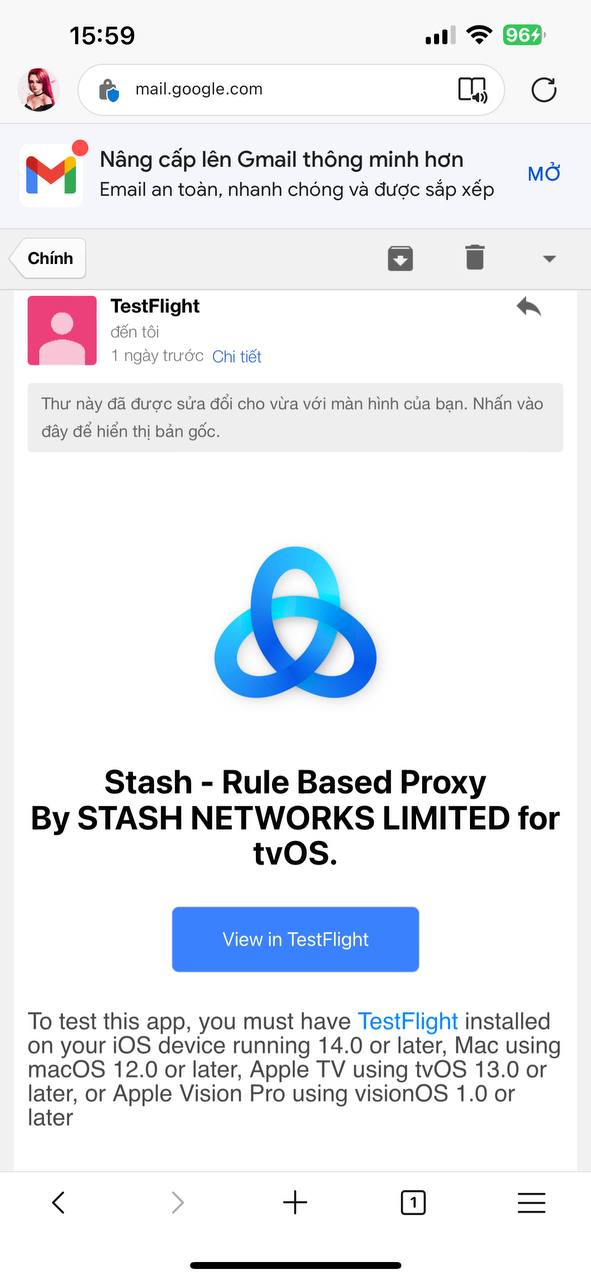 15:59
96
mail.google.com
Nâng cấp lên Gmail thông minh hơn
Email an toàn, nhanh chóng và được sắp xếp
MỞ
Chính
TestFlight
đến tôi
1 ngày trước Chi tiết
Thư này đã được sửa đổi cho vừa với màn hình của bạn. Nhấn vào
đây để hiển thị bản gốc.
Stash - Rule Based Proxy
By STASH NETWORKS LIMITED for
tvOS.
View in TestFlight
To test this app, you must have TestFlight installed
on your iOS device running 14.0 or later, Mac using
macOS 12.0 or later, Apple TV using tvOS 13.0 or
later, or Apple Vision Pro using visionOS 1.0 or
later
1